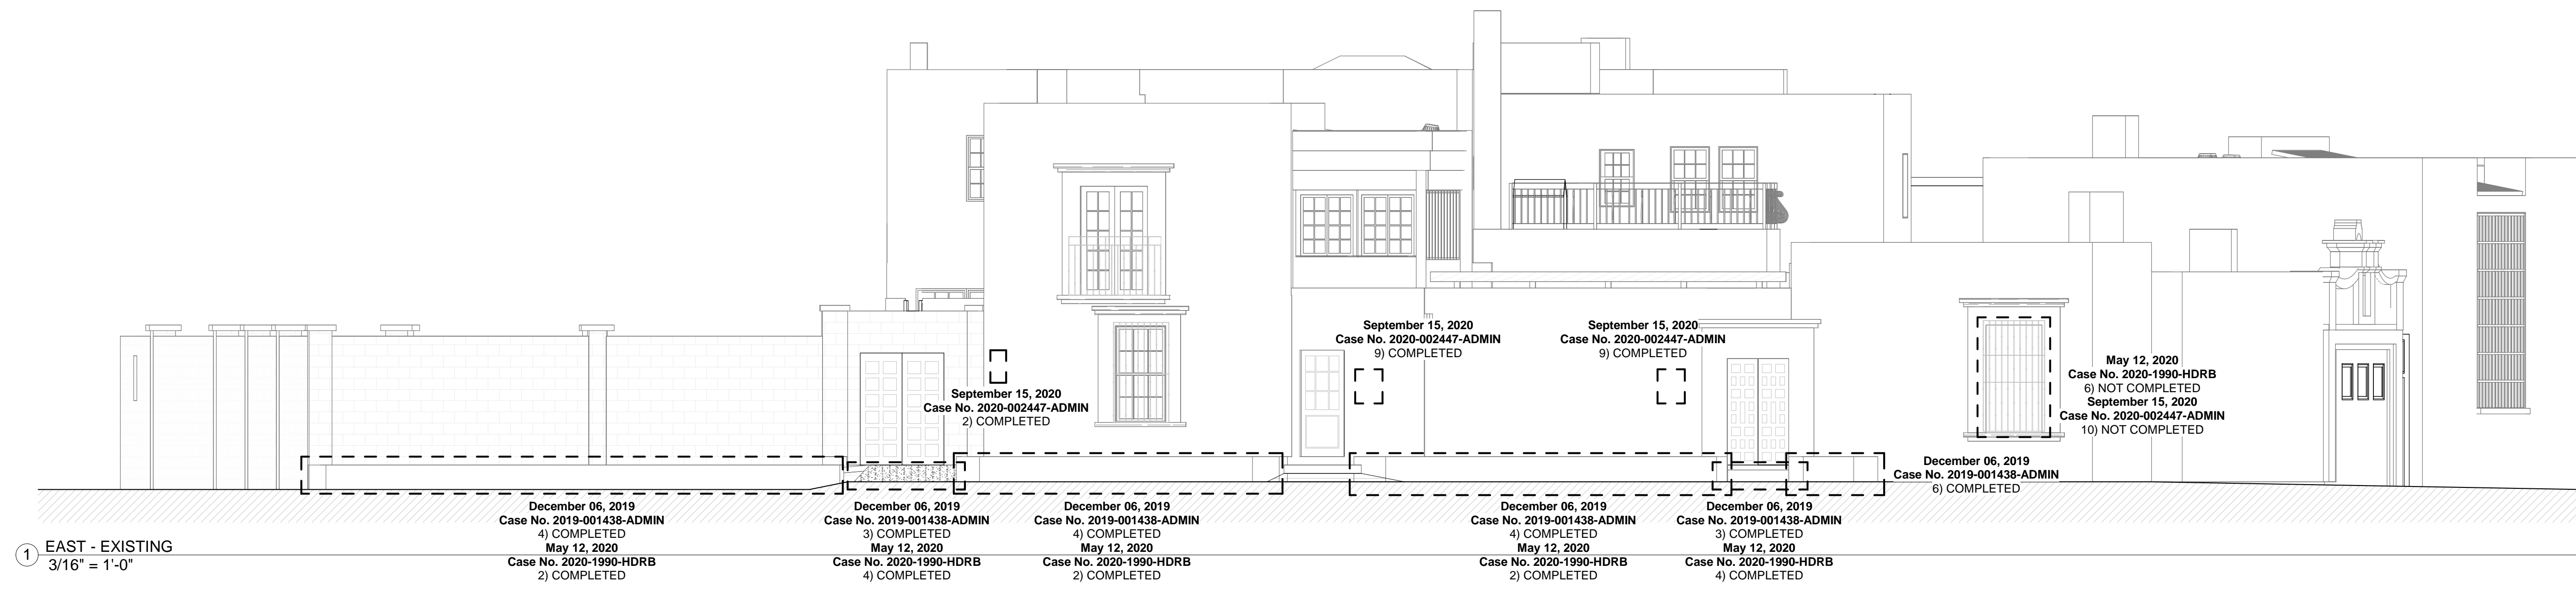 September 15, 2020
Case No. 2020-002447-ADMIN
9) COMPLETED
September 15, 2020
Case No. 2020-002447-ADMIN
9) COMPLETED
May 12, 2020
Case No. 2020-1990-HDRB
6) NOT COMPLETED
September 15, 2020
Case No. 2020-002447-ADMIN
10) NOT COMPLETED
September 15, 2020
Case No. 2020-002447-ADMIN
2) COMPLETED
December 06, 2019
Case No. 2019-001438-ADMIN
6) COMPLETED
December 06, 2019
Case No. 2019-001438-ADMIN
4) COMPLETED
May 12, 2020
Case No. 2020-1990-HDRB
2) COMPLETED
December 06, 2019
Case No. 2019-001438-ADMIN
3) COMPLETED
May 12, 2020
Case No. 2020-1990-HDRB
4) COMPLETED
December 06, 2019
Case No. 2019-001438-ADMIN
4) COMPLETED
May 12, 2020
Case No. 2020-1990-HDRB
2) COMPLETED
December 06, 2019
Case No. 2019-001438-ADMIN
4) COMPLETED
May 12, 2020
Case No. 2020-1990-HDRB
2) COMPLETED
December 06, 2019
Case No. 2019-001438-ADMIN
3) COMPLETED
May 12, 2020
Case No. 2020-1990-HDRB
4) COMPLETED
1 EAST - EXISTING
3/16" = 1'-0"